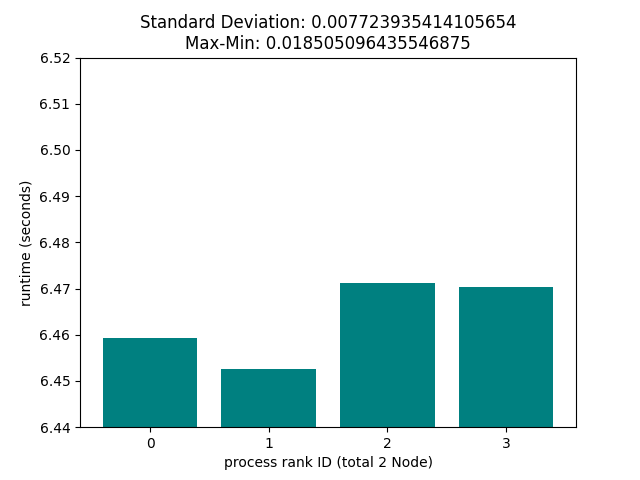 Standard Deviation: 0.007723935414105654
Max-Min: 0.018505096435546875
6.52
6.51
6.50
6.49
6.48
6.47
6.46
6.45
6.44
runtime (seconds)
0 1 2 3
process rank ID (total 2 Node)